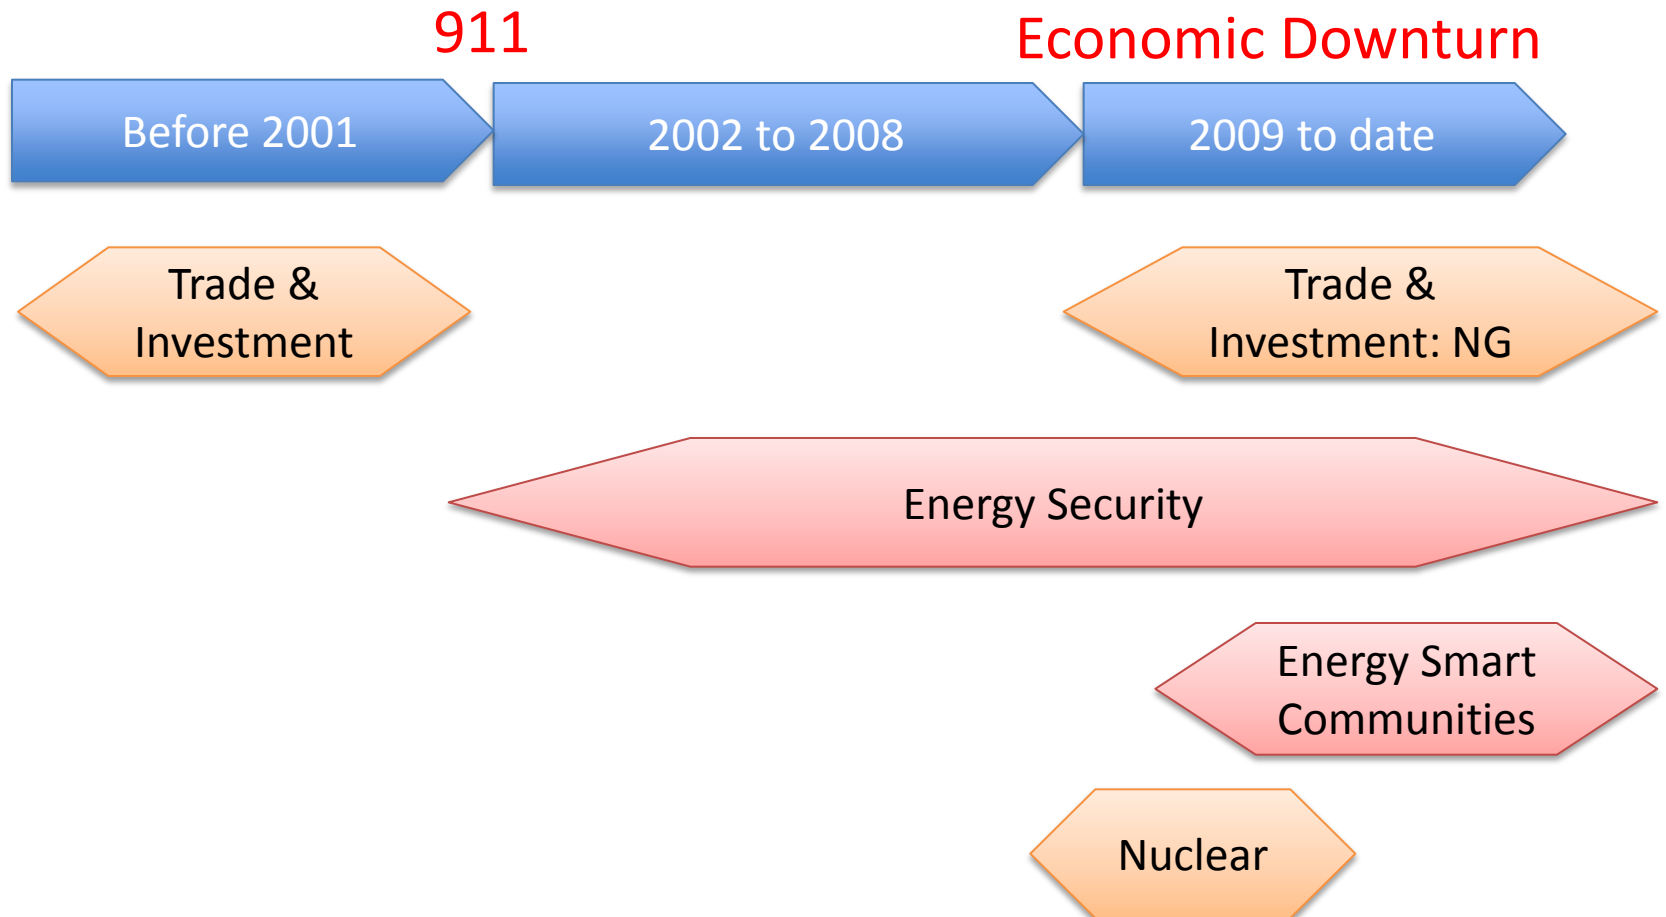 911
Economic Downturn
Before 2001
2002 to 2008
2009 to date
Trade &
Investment
Trade &
Investment: NG
Energy Security
Energy Smart
Communities
Nuclear